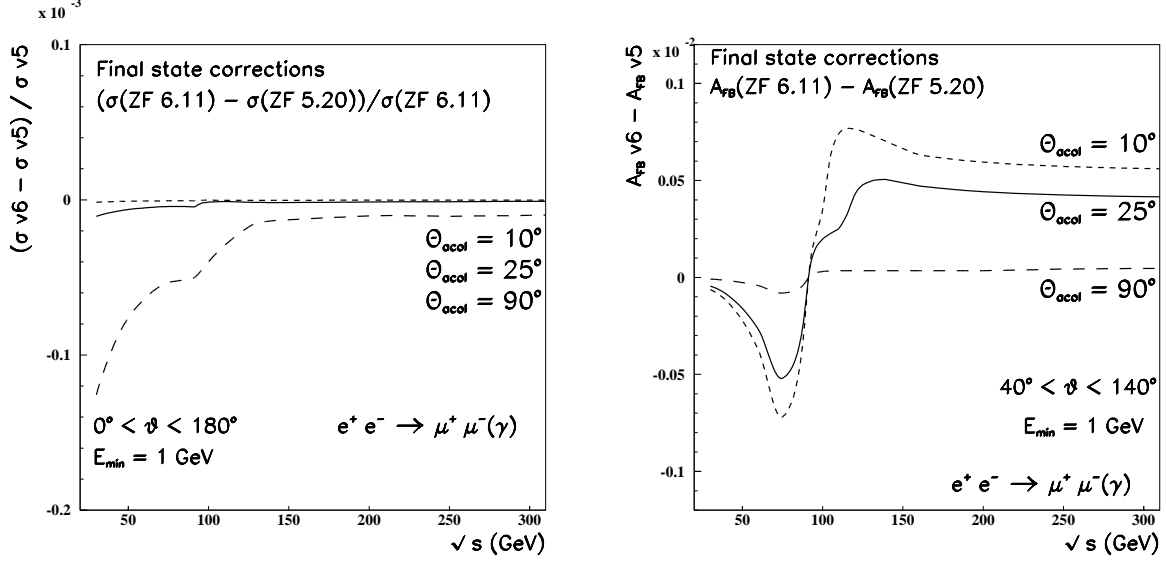 x 10 -3
(σ v6 − σ v5) / σ v5
0.1
0
-0.1
-0.2
Final state corrections
(σ(ZF 6.11) − σ(ZF 5.20))/σ(ZF 6.11)
Θacol = 10°
Θacol = 25°
Θacol = 90°
0° < ϑ < 180°
e+ e− → μ+ μ−(γ)
Emin = 1 GeV
50 100 150 200 250 300
√ s (GeV)
x 10 -2
AFB v6 − AFB v5
0.1
0.05
0
-0.05
-0.1
Final state corrections
AFB(ZF 6.11) − AFB(ZF 5.20)
Θacol = 10°
Θacol = 25°
Θacol = 90°
40° < ϑ < 140°
Emin = 1 GeV
e+ e− → μ+ μ−(γ)
50 100 150 200 250 300
√ s (GeV)